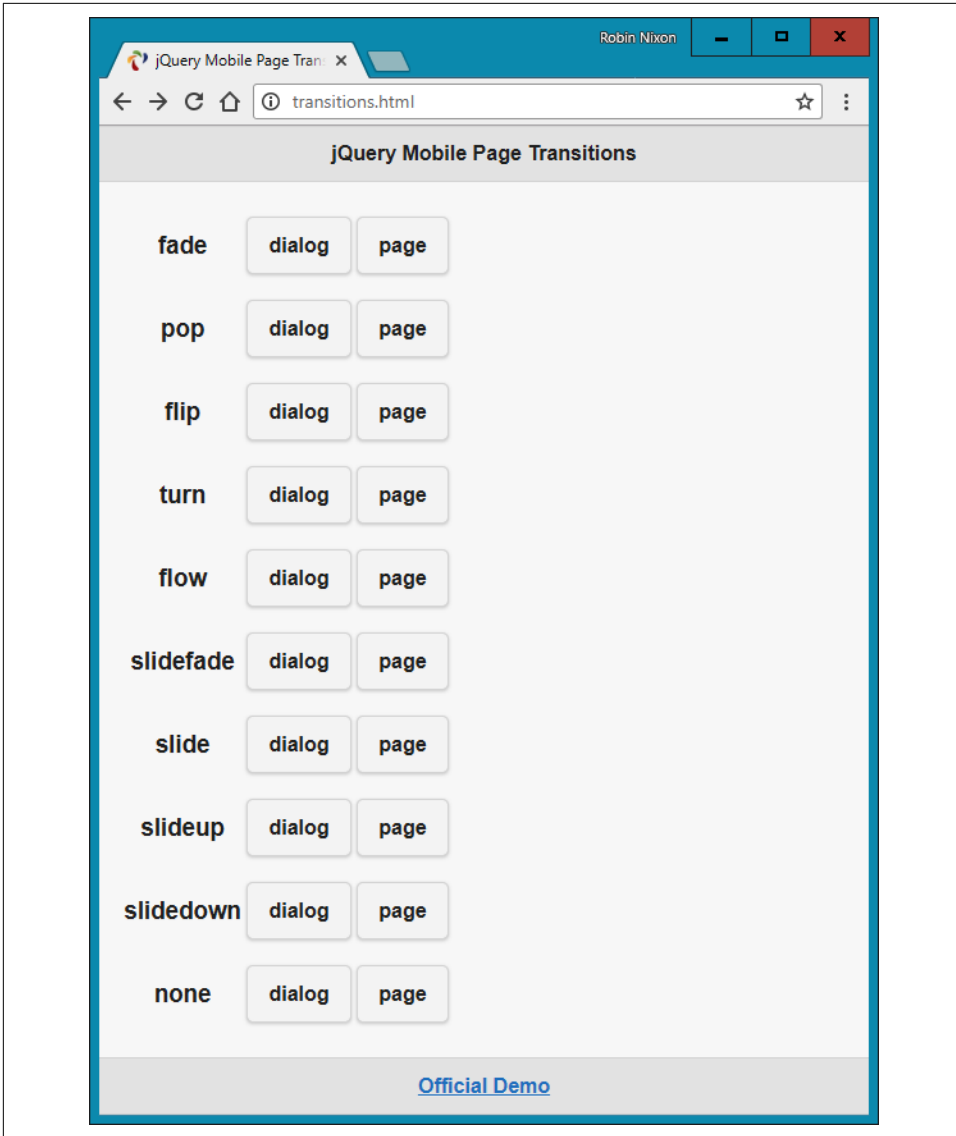 Robin Nixon
jQuery Mobile Page Tran
transitions.html
jQuery Mobile Page Transitions
fade dialog page
pop dialog page
flip dialog page
turn dialog page
flow dialog page
slidefade dialog page
slide dialog page
slideup dialog page
slidedown dialog page
none dialog page
Official Demo